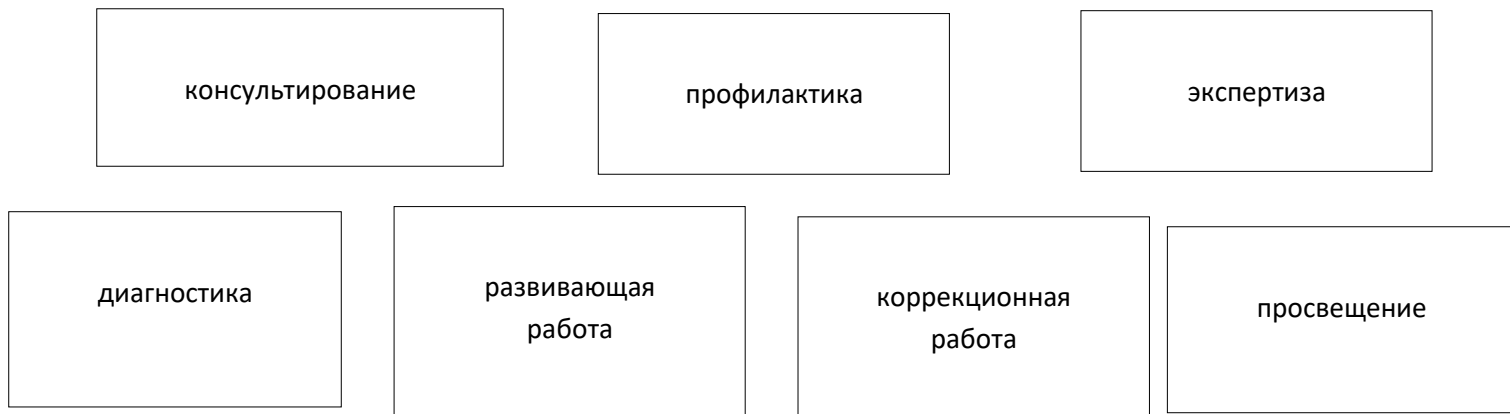 консультирование
профилактика
экспертиза
диагностика
развивающая
работа
коррекционная
работа
просвещение